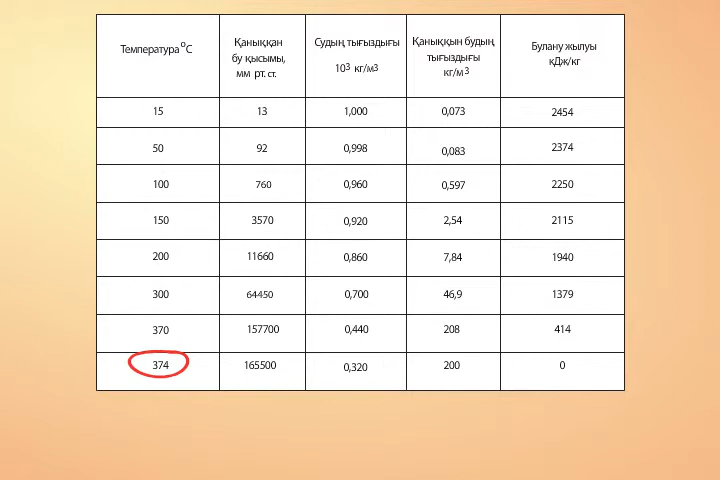 Температура ⁰С Қаныққан бу қысымы, мм рт. ст. Судың тығыздығы 10³ кг/м³ Қаныққын будың тығыздығы кг/м³ Булану жылуы кДж/кг
15 13 1,000 0,073 2454
50 92 0,998 0,083 2374
100 760 0,960 0,597 2250
150 3570 0,920 2,54 2115
200 11660 0,860 7,84 1940
300 64450 0,700 46,9 1379
370 157700 0,440 208 414
374 165500 0,320 200 0